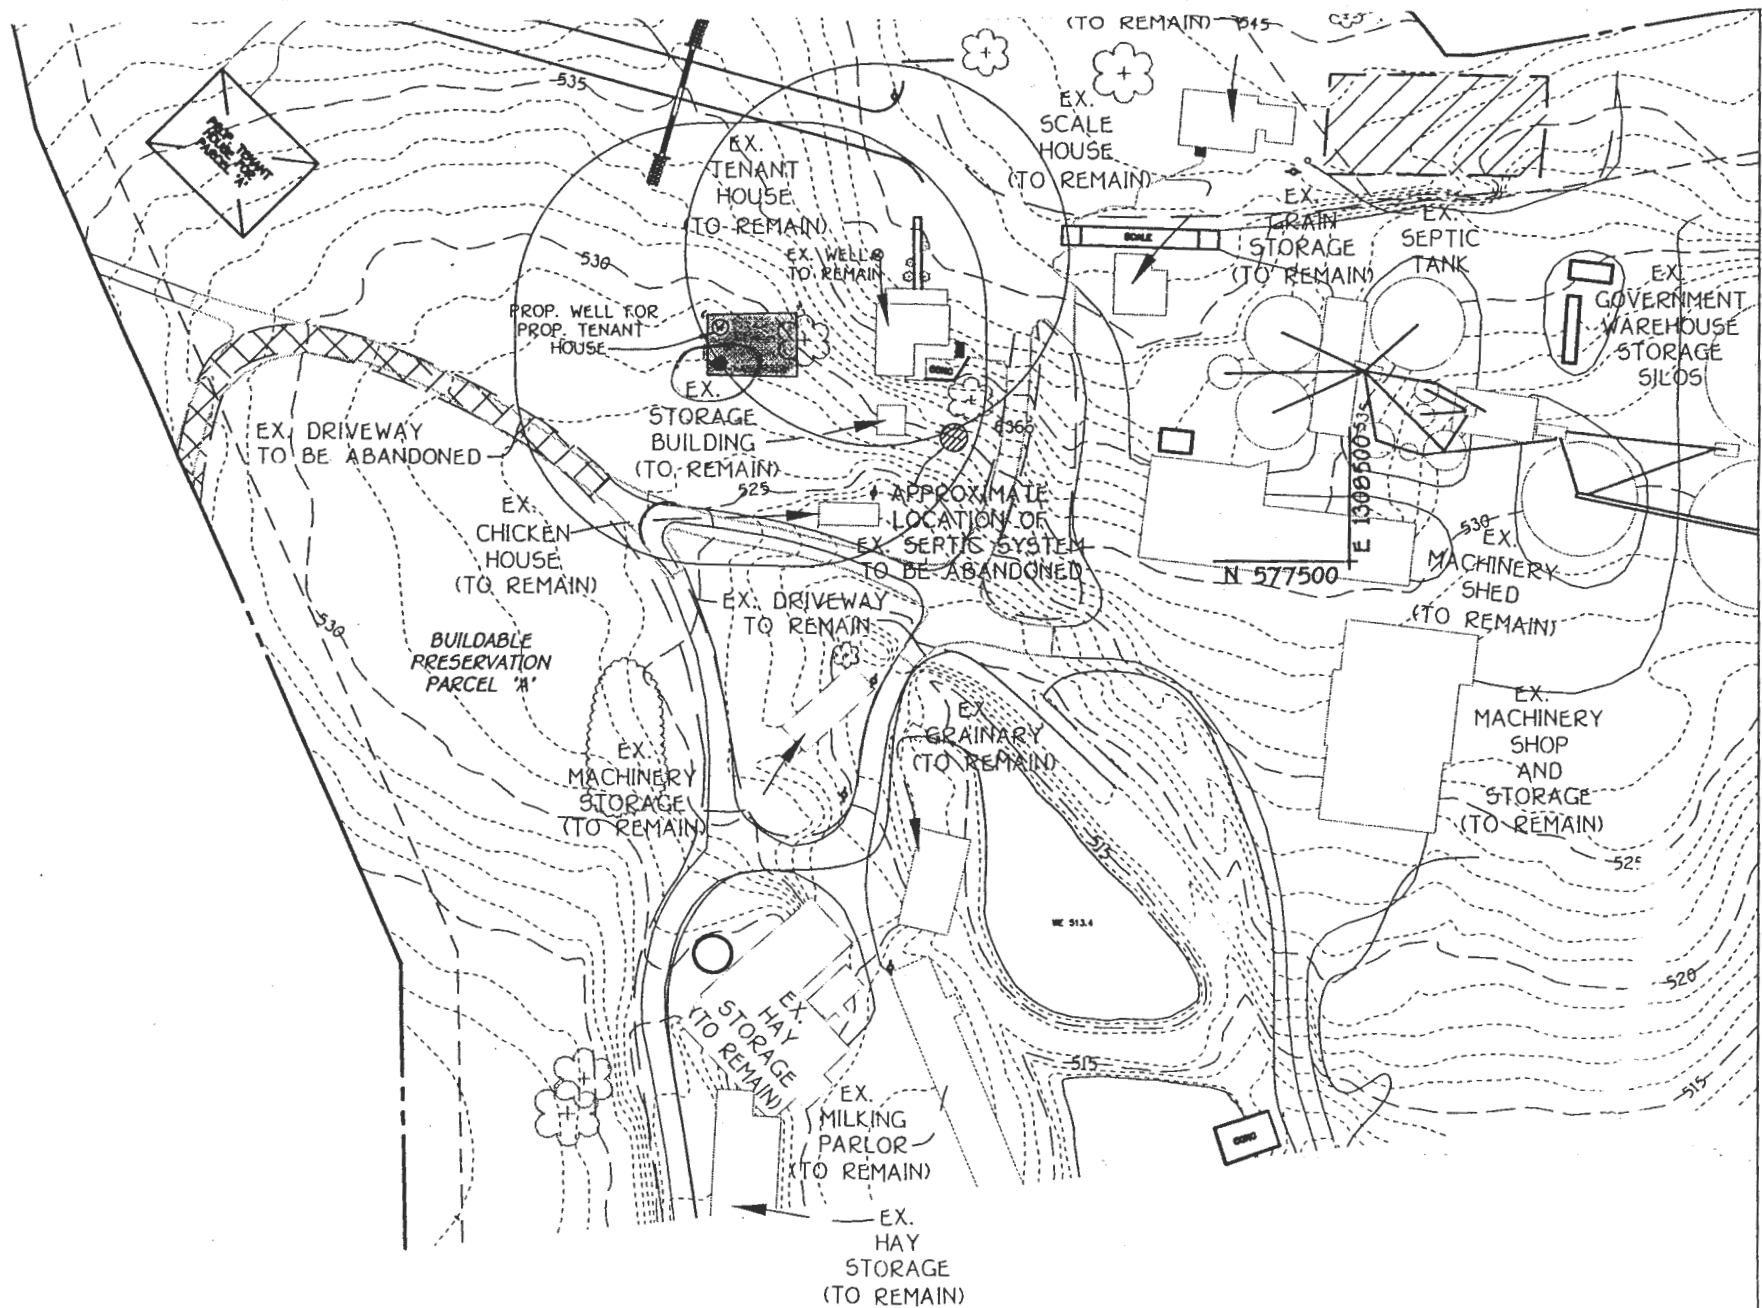 (TO REMAIN)
545
535
PROP. TENANT
HOUSE FOR
PARCEL 'A'
EX.
TENANT
HOUSE
(TO REMAIN)
EX.
SCALE
HOUSE
(TO REMAIN)
SCALE
EX.
GRAIN
STORAGE
(TO REMAIN)
EX.
SEPTIC
TANK
EX.
GOVERNMENT
WAREHOUSE
STORAGE
SILOS
530
EX. WELL
TO REMAIN
PROP. WELL FOR
PROP. TENANT
HOUSE
W
CONC
EX.
STORAGE
BUILDING
(TO REMAIN)
EX. DRIVEWAY
TO BE ABANDONED
525
535
E 1308500
N 577500
EX.
CHICKEN
HOUSE
(TO REMAIN)
APPROXIMATE
LOCATION OF
EX. SEPTIC SYSTEM
TO BE ABANDONED
530
EX.
MACHINERY
SHED
(TO REMAIN)
EX. DRIVEWAY
TO REMAIN
530
BUILDABLE
PRESERVATION
PARCEL 'A'
EX.
GRAINARY
(TO REMAIN)
EX.
MACHINERY
SHOP
AND
STORAGE
(TO REMAIN)
EX.
MACHINERY
STORAGE
(TO REMAIN)
515
525
WE 513.4
520
EX.
HAY
STORAGE
(TO REMAIN)
515
515
EX.
MILKING
PARLOR
(TO REMAIN)
CONC
EX.
HAY
STORAGE
(TO REMAIN)